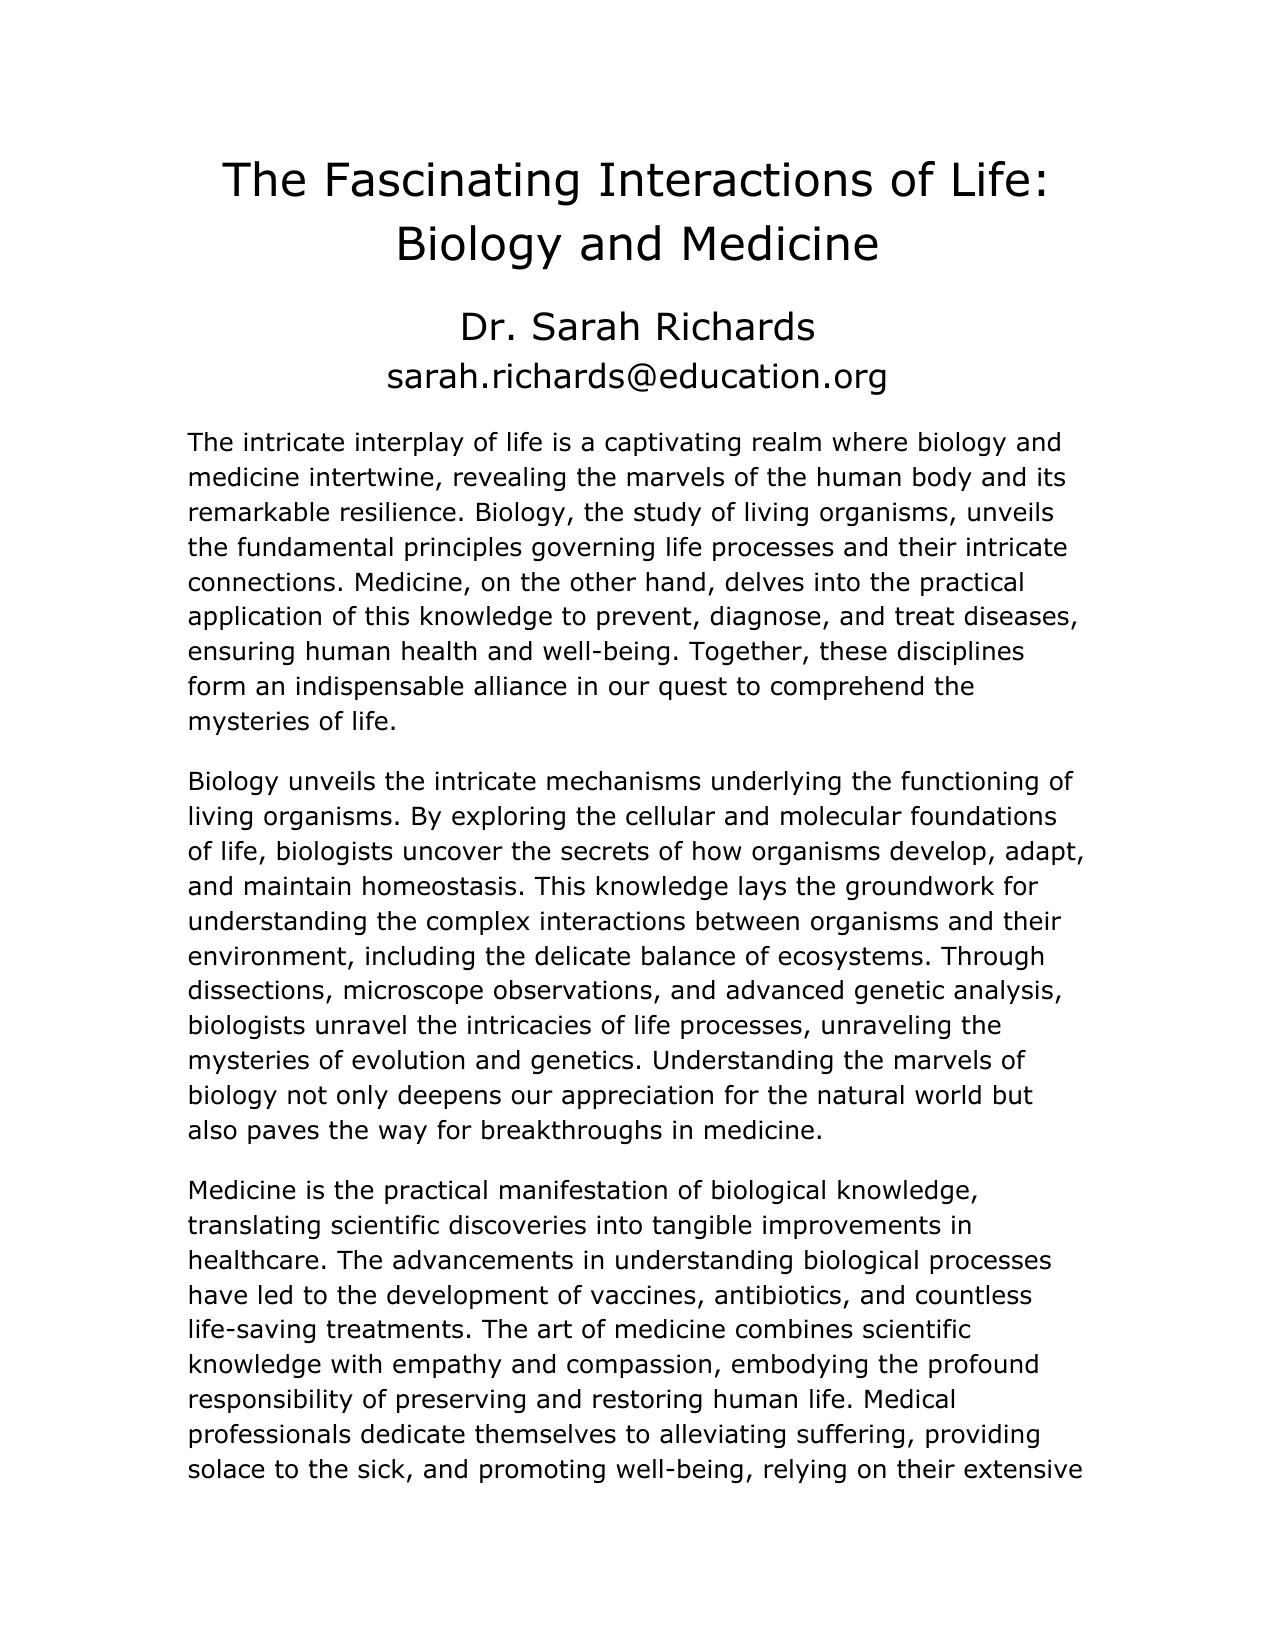 The Fascinating Interactions of Life:
Biology and Medicine
Dr. Sarah Richards
sarah.richards@education.org
The intricate interplay of life is a captivating realm where biology and
medicine intertwine, revealing the marvels of the human body and its
remarkable resilience. Biology, the study of living organisms, unveils
the fundamental principles governing life processes and their intricate
connections. Medicine, on the other hand, delves into the practical
application of this knowledge to prevent, diagnose, and treat diseases,
ensuring human health and well-being. Together, these disciplines
form an indispensable alliance in our quest to comprehend the
mysteries of life.
Biology unveils the intricate mechanisms underlying the functioning of
living organisms. By exploring the cellular and molecular foundations
of life, biologists uncover the secrets of how organisms develop, adapt,
and maintain homeostasis. This knowledge lays the groundwork for
understanding the complex interactions between organisms and their
environment, including the delicate balance of ecosystems. Through
dissections, microscope observations, and advanced genetic analysis,
biologists unravel the intricacies of life processes, unraveling the
mysteries of evolution and genetics. Understanding the marvels of
biology not only deepens our appreciation for the natural world but
also paves the way for breakthroughs in medicine.
Medicine is the practical manifestation of biological knowledge,
translating scientific discoveries into tangible improvements in
healthcare. The advancements in understanding biological processes
have led to the development of vaccines, antibiotics, and countless
life-saving treatments. The art of medicine combines scientific
knowledge with empathy and compassion, embodying the profound
responsibility of preserving and restoring human life. Medical
professionals dedicate themselves to alleviating suffering, providing
solace to the sick, and promoting well-being, relying on their extensive